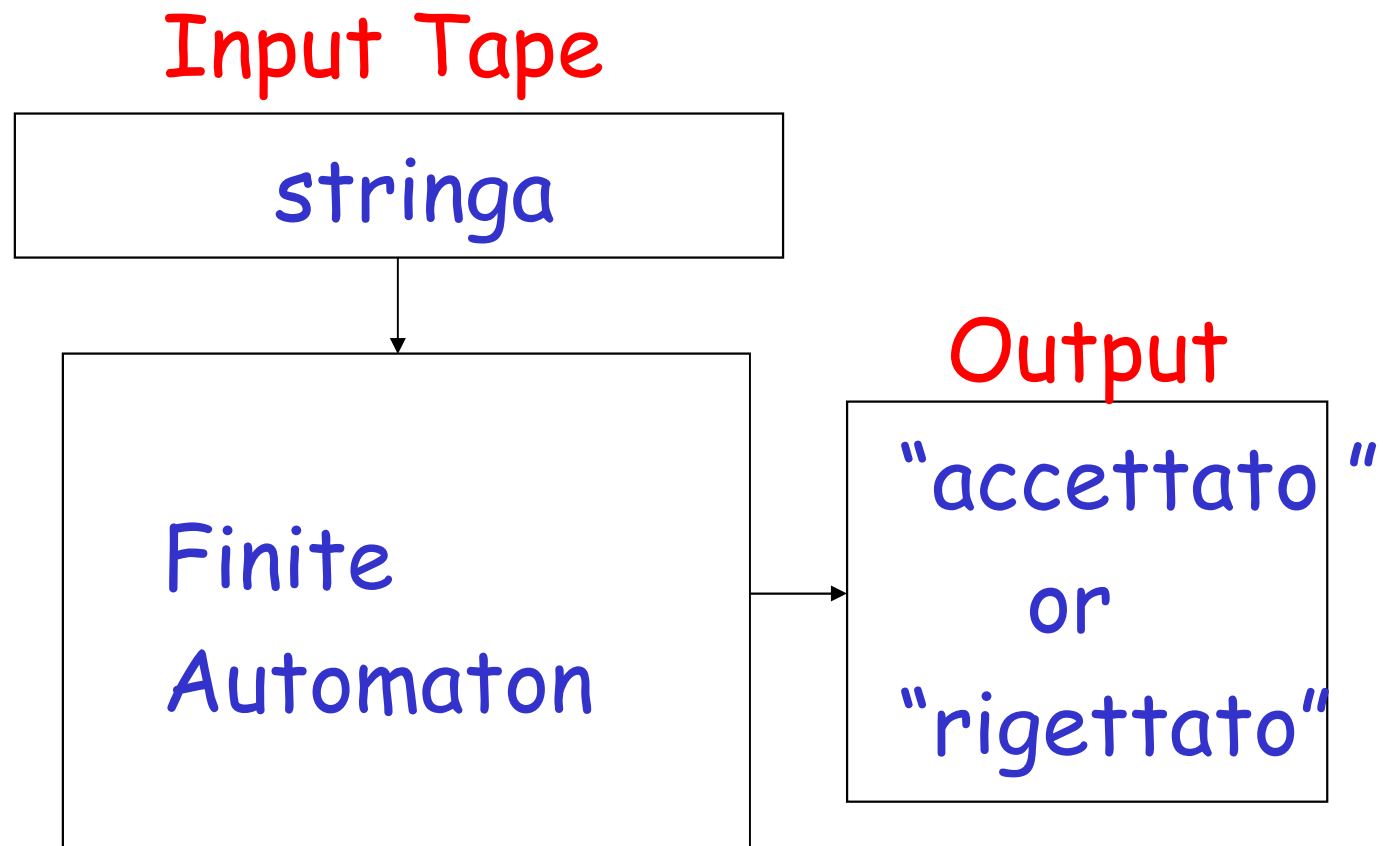 Input Tape
stringa
Finite
Automaton
Output
“accettato ”
or
“rigettato”